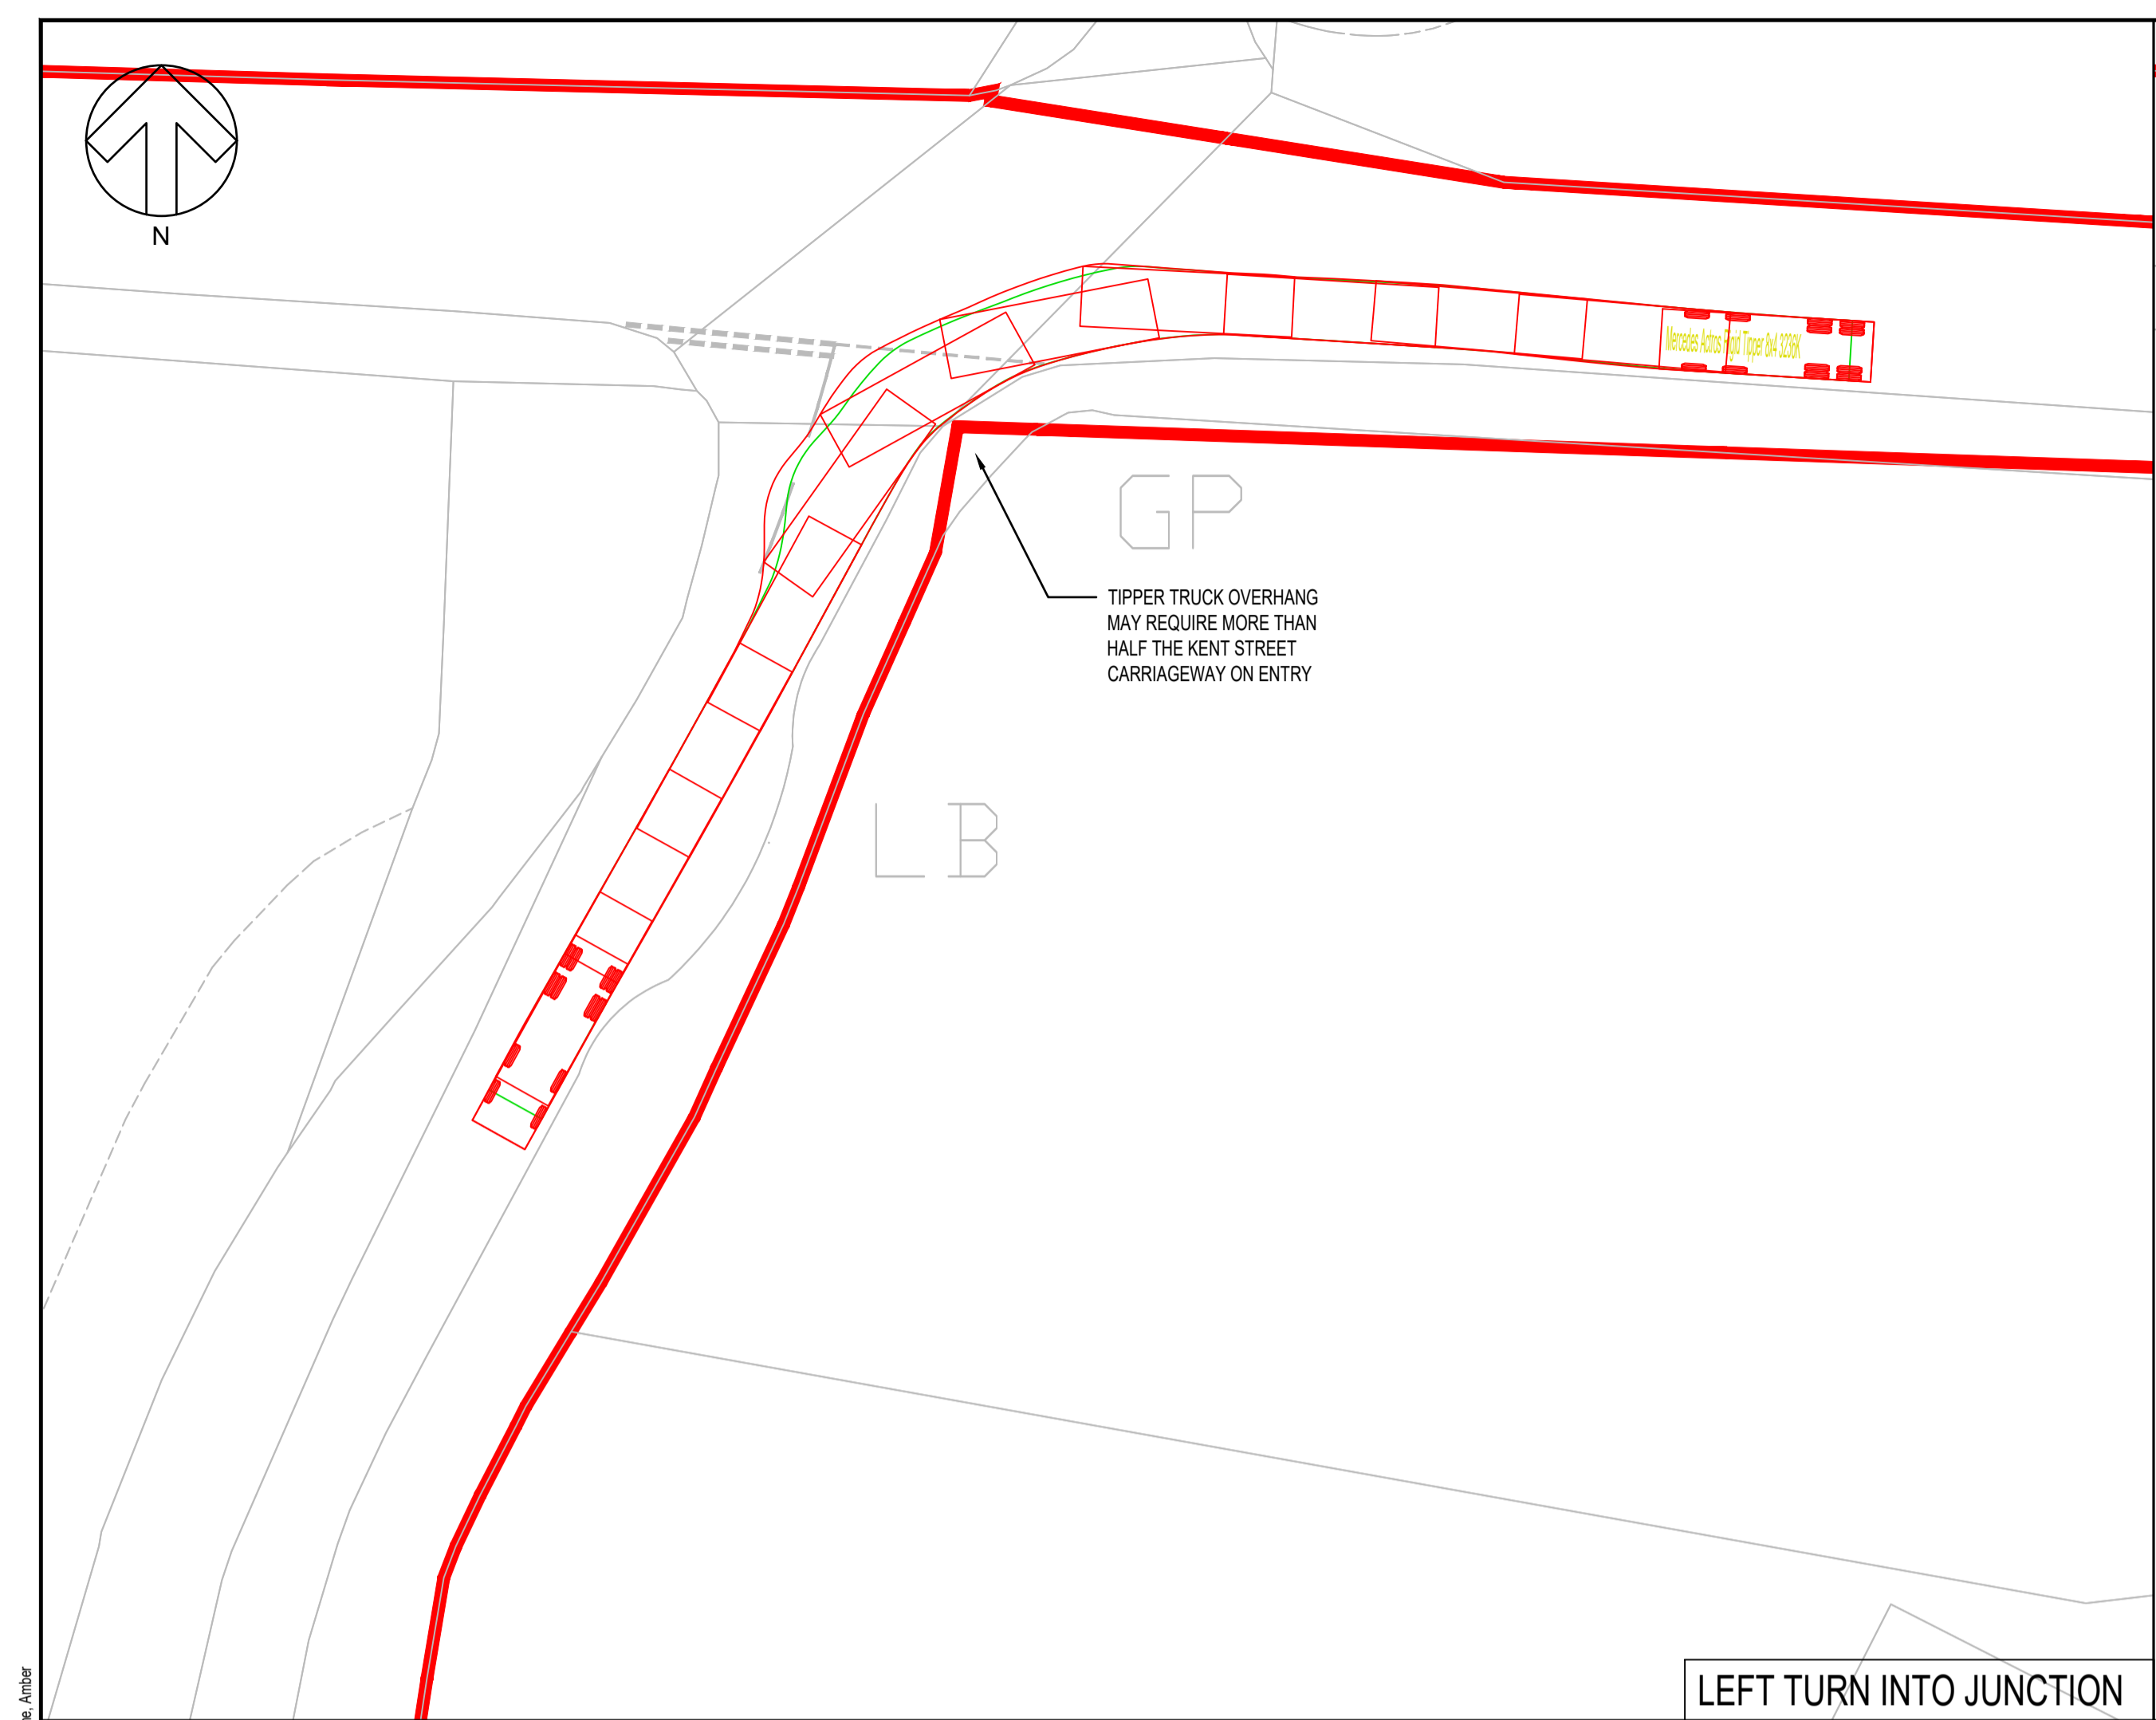 N
Mercedes Actros Rigid Tipper 8x4 3236K
GP
TIPPER TRUCK OVERHANG
MAY REQUIRE MORE THAN
HALF THE KENT STREET
CARRIAGEWAY ON ENTRY
LB
Amber
LEFT TURN INTO JUNCTION